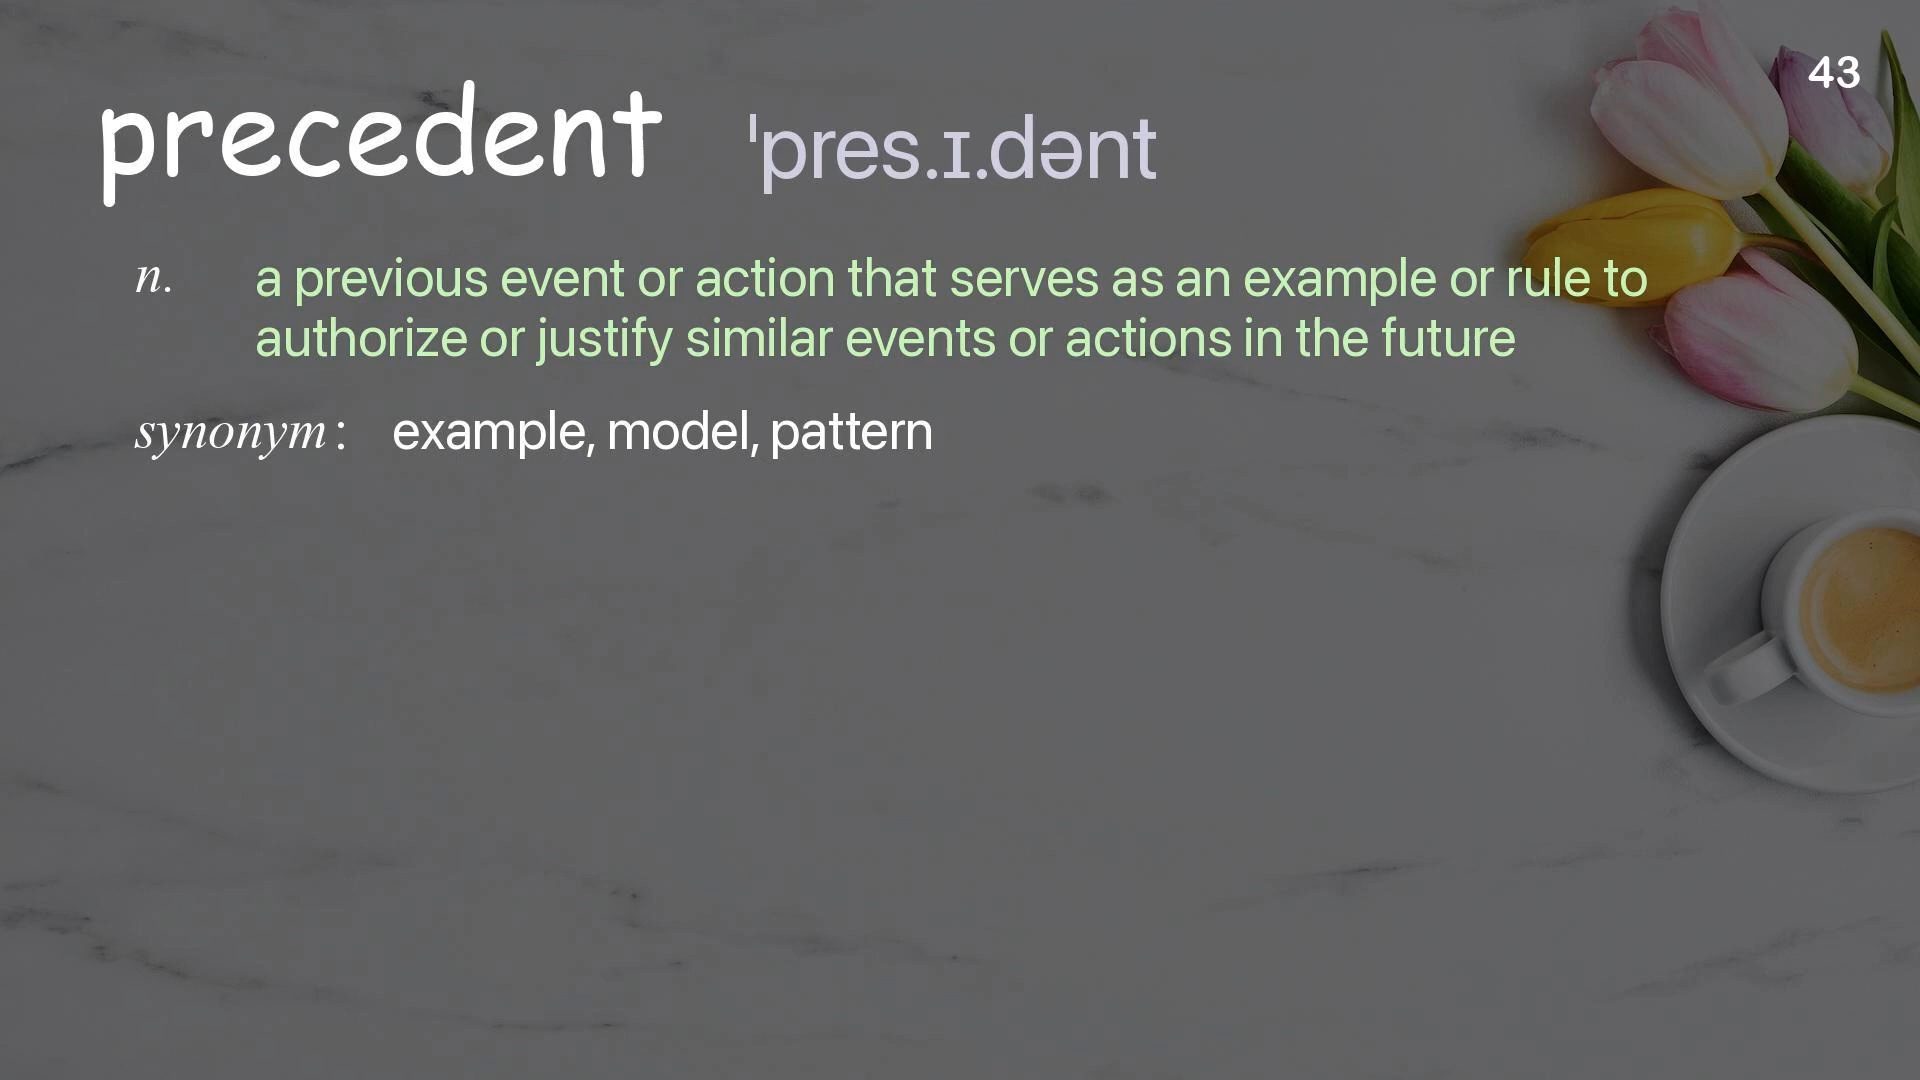 43
precedent ˈpres.ɪ.dənt
n. a previous event or action that serves as an example or rule to
authorize or justify similar events or actions in the future
synonym: example, model, pattern